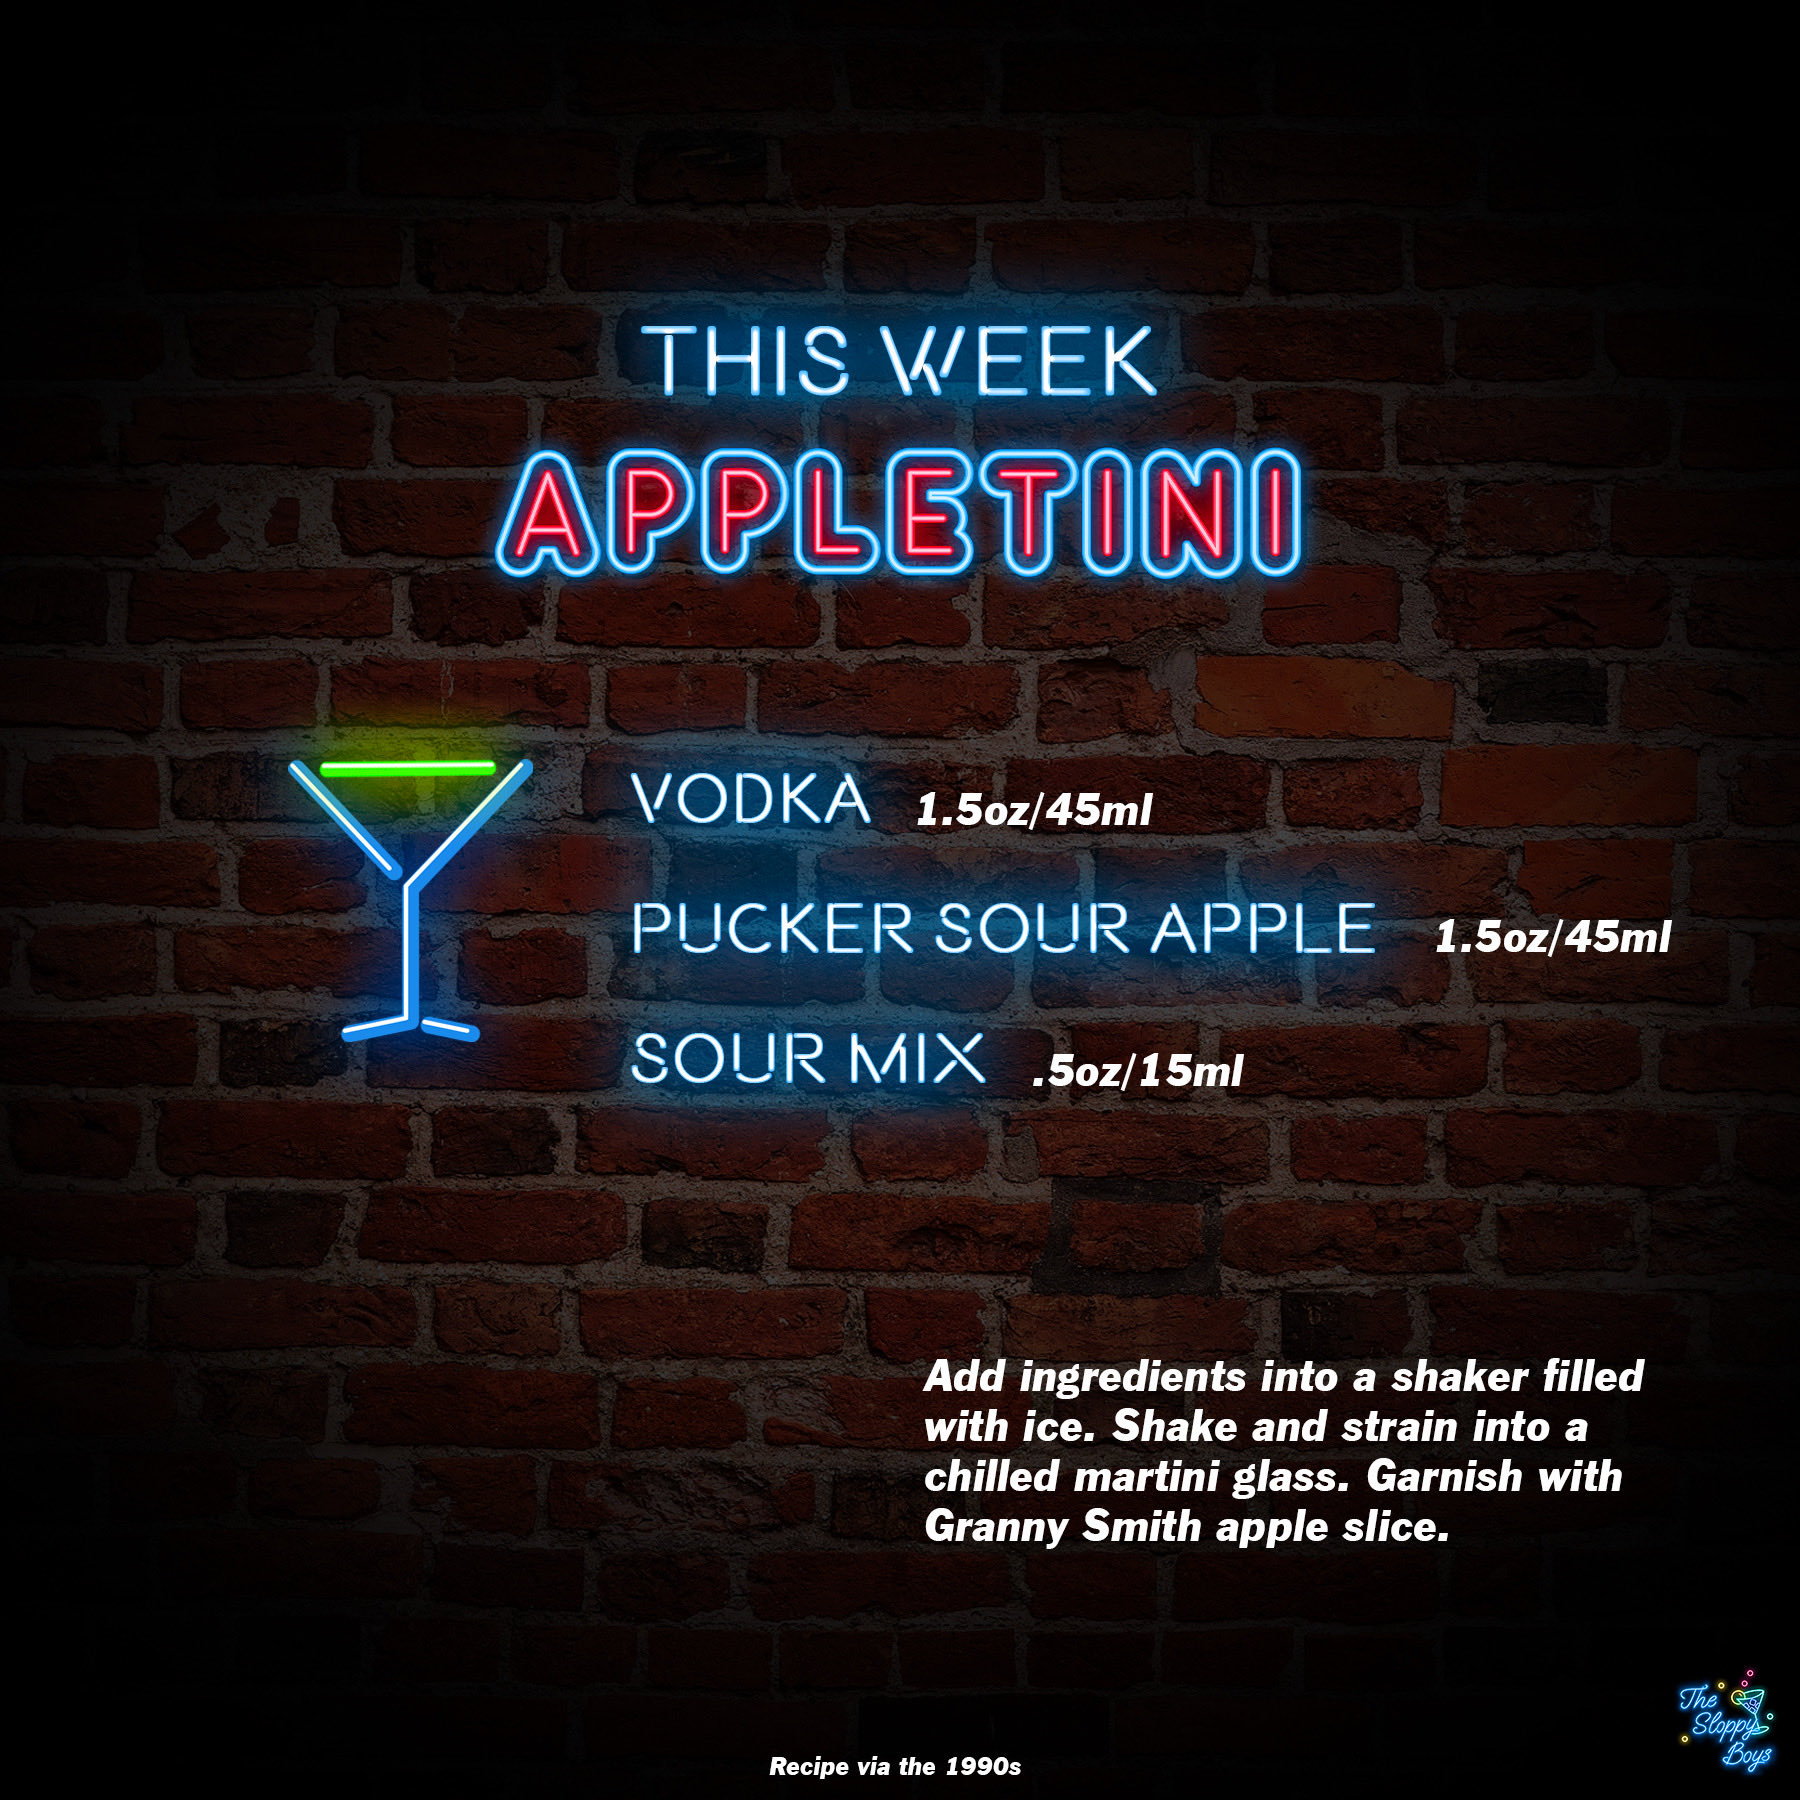 THIS WEEK
APPLETINI
VODKA 1.5oz/45ml
PUCKER SOUR APPLE 1.5oz/45ml
SOUR MIX .5oz/15ml
Add ingredients into a shaker filled
with ice. Shake and strain into a
chilled martini glass. Garnish with
Granny Smith apple slice.
Recipe via the 1990s
The
Sloppy
Boys